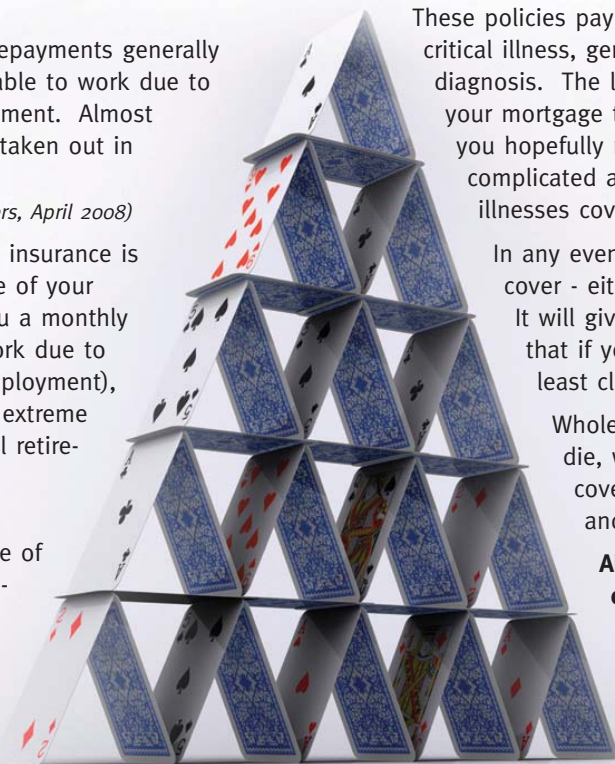 epayments generally
able to work due to
ment. Almost
taken out in
ers, April 2008)
insurance is
e of your
u a monthly
ork due to
ployment),
extreme
l retire-
e of
-
These policies pay
critical illness, gen
diagnosis. The l
your mortgage t
you hopefully
complicated a
illnesses cov
In any even
cover - eit
It will giv
that if yo
least cl
Whole
die, w
cove
and
A